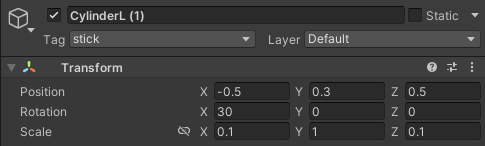 CylinderL (1) Static
Tag stick Layer Default
Transform
Position X -0.5 Y 0.3 Z 0.5
Rotation X 30 Y 0 Z 0
Scale X 0.1 Y 1 Z 0.1